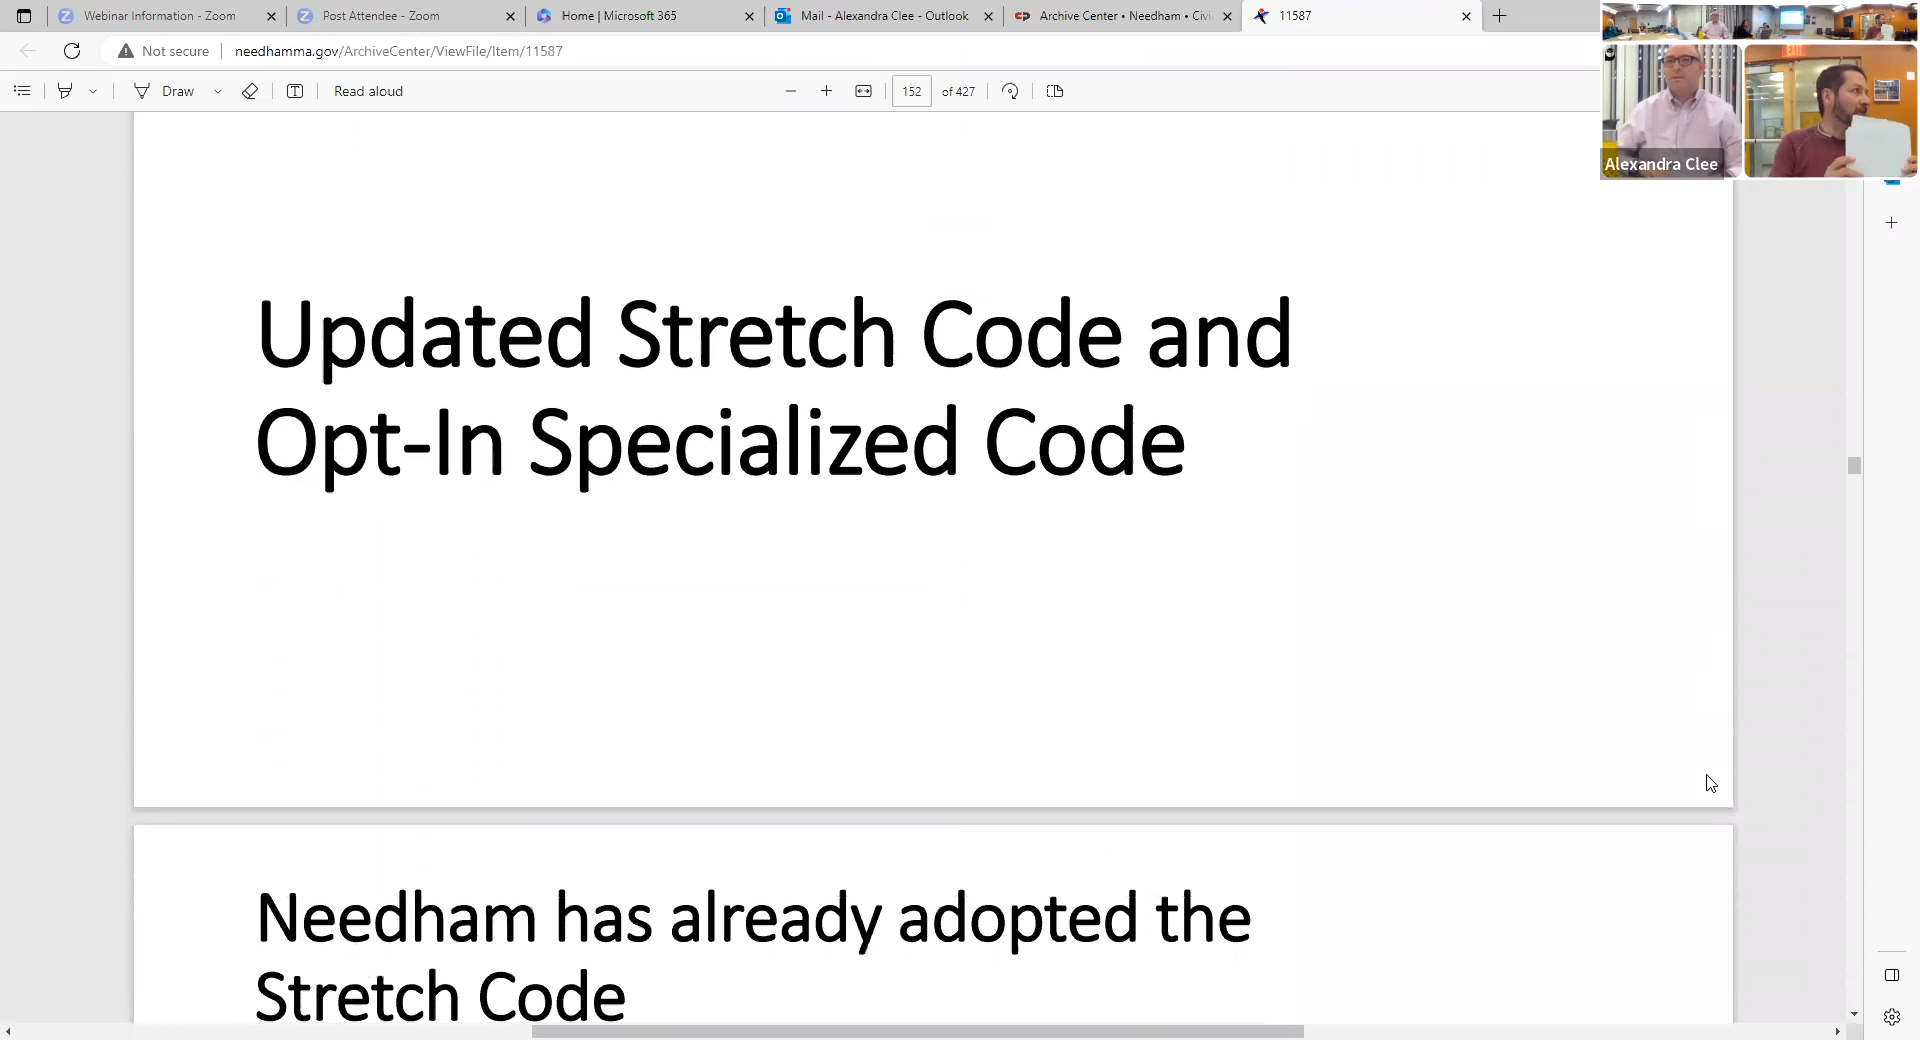 Webinar Information - Zoom
Post Attendee - Zoom
Home | Microsoft 365
Mail - Alexandra Clee - Outlook
Archive Center • Needham • Civi
11587
Not secure
needhamma.gov/ArchiveCenter/ViewFile/Item/11587
Draw
Read aloud
152
of 427
EXIT
Alexandra Clee
Updated Stretch Code and
Opt-In Specialized Code
Needham has already adopted the
Stretch Code